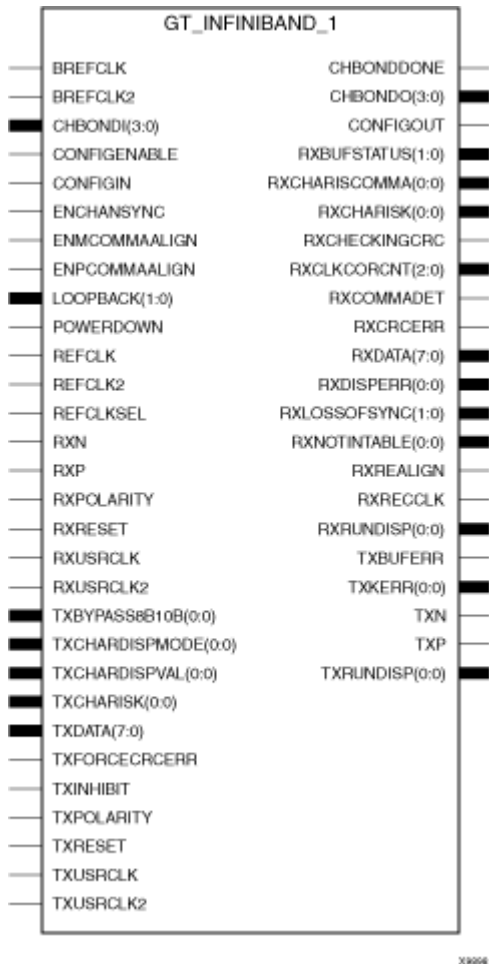 GT_INFINIBAND_1
BREFCLK CHBONDDONE
BREFCLK2 CHBONDO(3:0)
CHBONDI(3:0) CONFIGOUT
CONFIGENABLE RXBUFSTATUS(1:0)
CONFIGIN RXCHARISCOMMA(0:0)
ENCHANSYNC RXCHARISK(0:0)
ENMCOMMAALIGN RXCHECKINGCRC
ENPCOMMAALIGN RXCLKCORCNT(2:0)
LOOPBACK(1:0) RXCOMMADET
POWERDOWN RXCRCERR
REFCLK RXDATA(7:0)
REFCLK2 RXDISPERR(0:0)
REFCLKSEL RXLOSSOFSYNC(1:0)
RXN RXNOTINTABLE(0:0)
RXP RXREALIGN
RXPOLARITY RXRECCLK
RXRESET RXRUNDISP(0:0)
RXUSRCLK TXBUFERR
RXUSRCLK2 TXKERR(0:0)
TXBYPASS8B10B(0:0) TXN
TXCHARDISPMODE(0:0) TXP
TXCHARDISPVAL(0:0) TXRUNDISP(0:0)
TXCHARISK(0:0)
TXDATA(7:0)
TXFORCECRCERR
TXINHIBIT
TXPOLARITY
TXRESET
TXUSRCLK
TXUSRCLK2